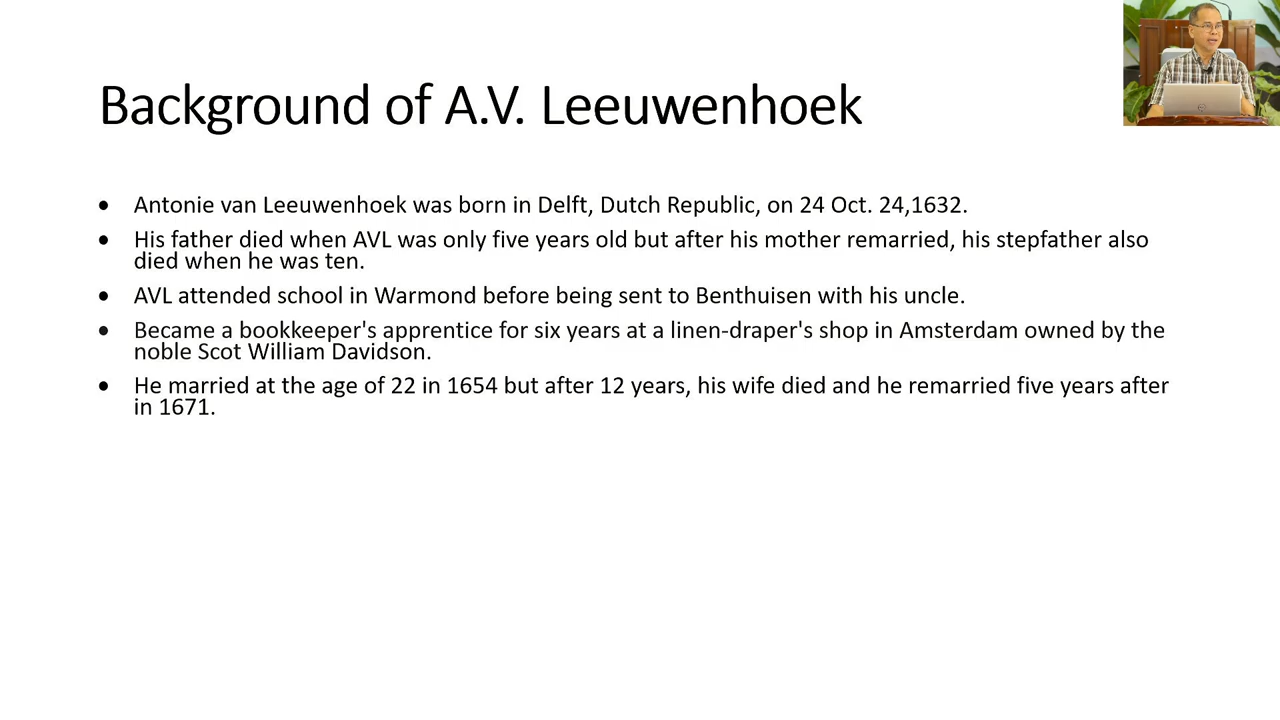 Background of A.V. Leeuwenhoek
• Antonie van Leeuwenhoek was born in Delft, Dutch Republic, on 24 Oct. 24,1632.
• His father died when AVL was only five years old but after his mother remarried, his stepfather also
died when he was ten.
• AVL attended school in Warmond before being sent to Benthuisen with his uncle.
• Became a bookkeeper's apprentice for six years at a linen-draper's shop in Amsterdam owned by the
noble Scot William Davidson.
• He married at the age of 22 in 1654 but after 12 years, his wife died and he remarried five years after
in 1671.